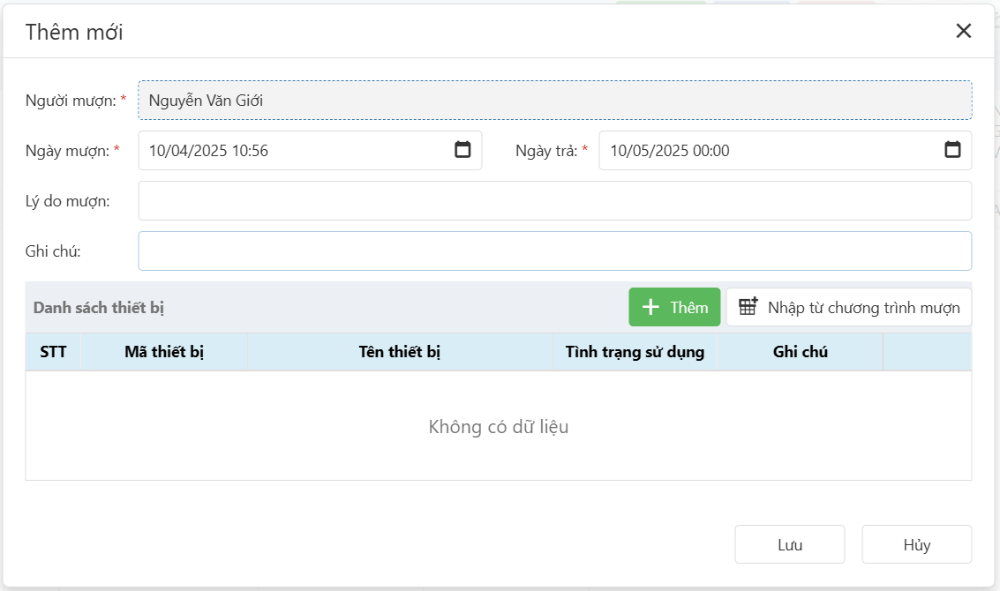 Thêm mới
Người mượn: * Nguyễn Văn Giới
Ngày mượn: * 10/04/2025 10:56 Ngày trả: * 10/05/2025 00:00
Lý do mượn:
Ghi chú:
Danh sách thiết bị Thêm Nhập từ chương trình mượn
STT Mã thiết bị Tên thiết bị Tình trạng sử dụng Ghi chú
Không có dữ liệu
Lưu Hủy